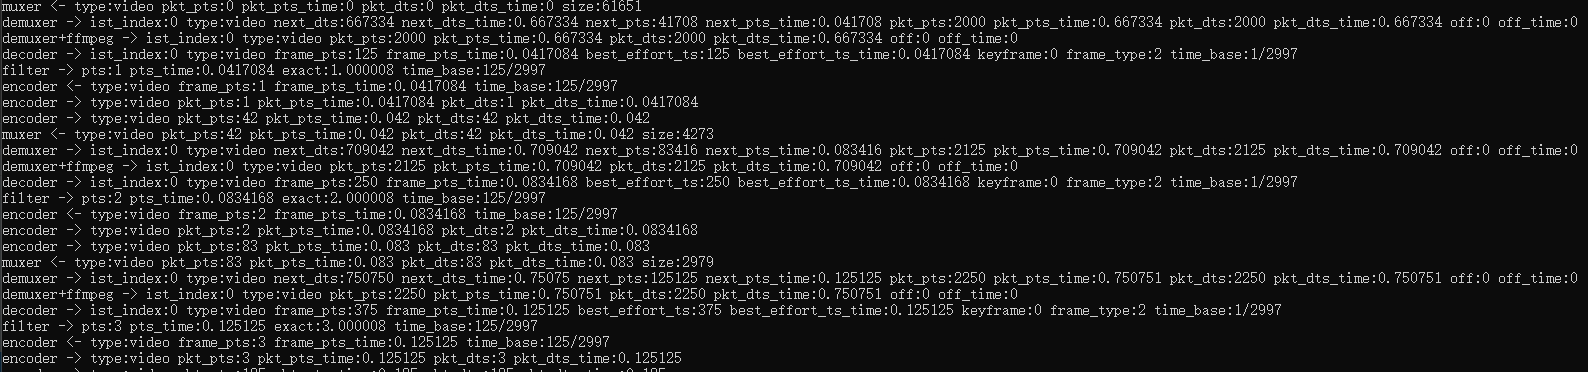 muxer <- type:video pkt_pts:0 pkt_pts_time:0 pkt_dts:0 pkt_dts_time:0 size:61651
demuxer -> ist_index:0 type:video next_dts:667334 next_dts_time:0.667334 next_pts:41708 next_pts_time:0.041708 pkt_pts:2000 pkt_pts_time:0.667334 pkt_dts:2000 pkt_dts_time:0.667334 off:0 off_time:0
demuxer+ffmpeg -> ist_index:0 type:video pkt_pts:2000 pkt_pts_time:0.667334 pkt_dts:2000 pkt_dts_time:0.667334 off:0 off_time:0
decoder -> ist_index:0 type:video frame_pts:125 frame_pts_time:0.0417084 best_effort_ts:125 best_effort_ts_time:0.0417084 keyframe:0 frame_type:2 time_base:1/2997
filter -> pts:1 pts_time:0.0417084 exact:1.000008 time_base:125/2997
encoder <- type:video frame_pts:1 frame_pts_time:0.0417084 time_base:125/2997
encoder -> type:video pkt_pts:1 pkt_pts_time:0.0417084 pkt_dts:1 pkt_dts_time:0.0417084
encoder -> type:video pkt_pts:42 pkt_pts_time:0.042 pkt_dts:42 pkt_dts_time:0.042
muxer <- type:video pkt_pts:42 pkt_pts_time:0.042 pkt_dts:42 pkt_dts_time:0.042 size:4273
demuxer -> ist_index:0 type:video next_dts:709042 next_dts_time:0.709042 next_pts:83416 next_pts_time:0.083416 pkt_pts:2125 pkt_pts_time:0.709042 pkt_dts:2125 pkt_dts_time:0.709042 off:0 off_time:0
demuxer+ffmpeg -> ist_index:0 type:video pkt_pts:2125 pkt_pts_time:0.709042 pkt_dts:2125 pkt_dts_time:0.709042 off:0 off_time:0
decoder -> ist_index:0 type:video frame_pts:250 frame_pts_time:0.0834168 best_effort_ts:250 best_effort_ts_time:0.0834168 keyframe:0 frame_type:2 time_base:1/2997
filter -> pts:2 pts_time:0.0834168 exact:2.000008 time_base:125/2997
encoder <- type:video frame_pts:2 frame_pts_time:0.0834168 time_base:125/2997
encoder -> type:video pkt_pts:2 pkt_pts_time:0.0834168 pkt_dts:2 pkt_dts_time:0.0834168
encoder -> type:video pkt_pts:83 pkt_pts_time:0.083 pkt_dts:83 pkt_dts_time:0.083
muxer <- type:video pkt_pts:83 pkt_pts_time:0.083 pkt_dts:83 pkt_dts_time:0.083 size:2979
demuxer -> ist_index:0 type:video next_dts:750750 next_dts_time:0.75075 next_pts:125125 next_pts_time:0.125125 pkt_pts:2250 pkt_pts_time:0.750751 pkt_dts:2250 pkt_dts_time:0.750751 off:0 off_time:0
demuxer+ffmpeg -> ist_index:0 type:video pkt_pts:2250 pkt_pts_time:0.750751 pkt_dts:2250 pkt_dts_time:0.750751 off:0 off_time:0
decoder -> ist_index:0 type:video frame_pts:375 frame_pts_time:0.125125 best_effort_ts:375 best_effort_ts_time:0.125125 keyframe:0 frame_type:2 time_base:1/2997
filter -> pts:3 pts_time:0.125125 exact:3.000008 time_base:125/2997
encoder <- type:video frame_pts:3 frame_pts_time:0.125125 time_base:125/2997
encoder -> type:video pkt_pts:3 pkt_pts_time:0.125125 pkt_dts:3 pkt_dts_time:0.125125